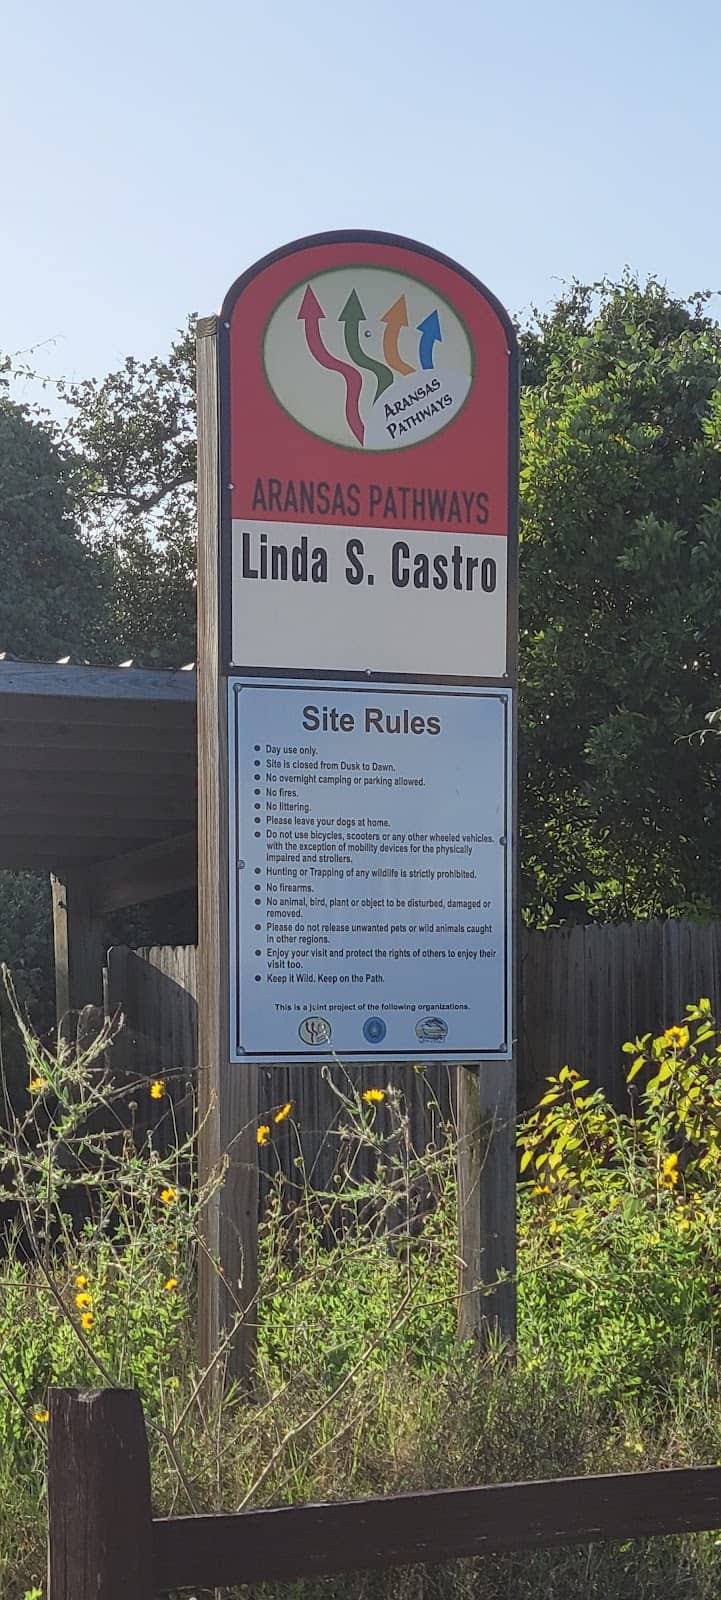 ARANSAS
PATHWAYS
ARANSAS PATHWAYS
Linda S. Castro
Site Rules
Day use only.
Site is closed from Dusk to Dawn.
No overnight camping or parking allowed.
No fires.
No littering.
Please leave your dogs at home.
Do not use bicycles, scooters or any other wheeled vehicles.
with the exception of mobility devices for the physically
impaired and strollers.
Hunting or Trapping of any wildlife is strictly prohibited.
No firearms.
No animal, bird, plant or object to be disturbed, damaged or
removed.
Please do not release unwanted pets or wild animals caught
in other regions.
Enjoy your visit and protect the rights of others to enjoy their
visit too.
Keep it Wild. Keep on the Path.
This is a joint project of the following organizations.